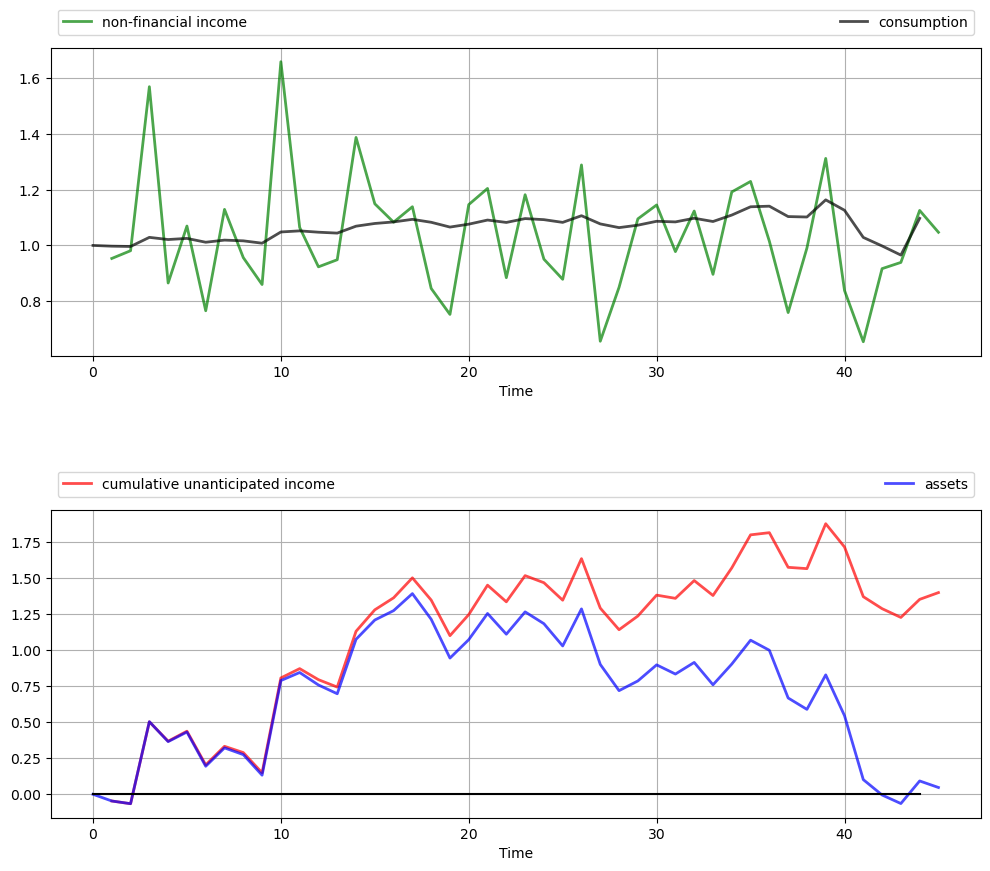 non-financial income consumption
1.6
1.4
1.2
1.0
0.8
0 10 20 30 40
Time
cumulative unanticipated income assets
1.75
1.50
1.25
1.00
0.75
0.50
0.25
0.00
0 10 20 30 40
Time